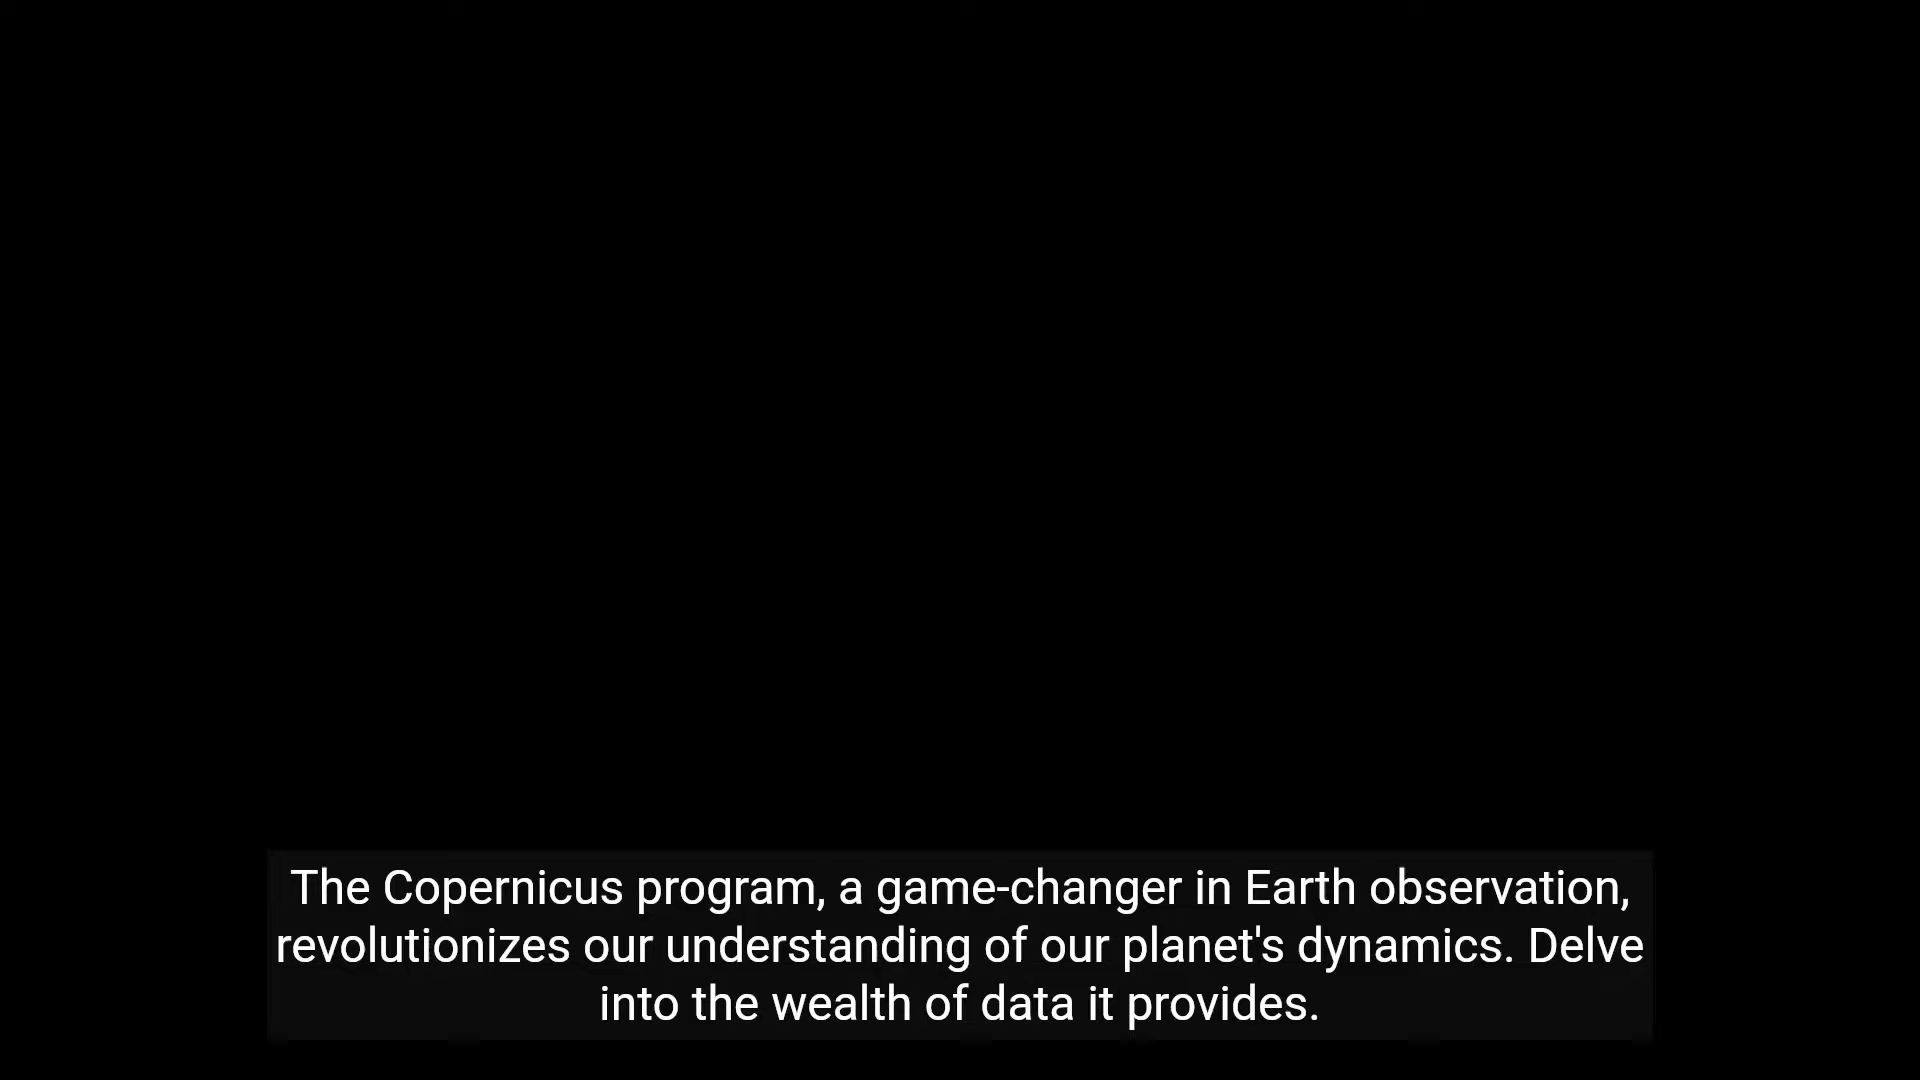 The Copernicus program, a game-changer in Earth observation,
revolutionizes our understanding of our planet's dynamics. Delve
into the wealth of data it provides.